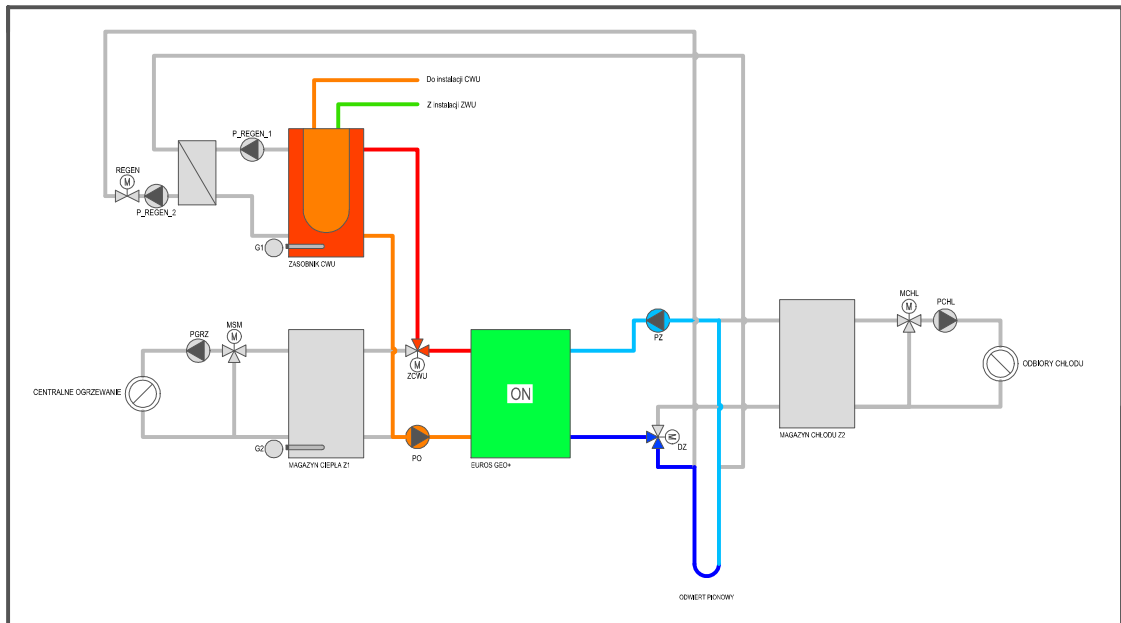 Do instalacji CWU
Z instalacji ZWU
P_REGEN_1
REGEN
M
P_REGEN_2
G1
ZASOBNIK CWU
MCHL
M
PCHL
PGRZ
MSM
M
PZ
M
ZCWU
ODBIORY CHŁODU
CENTRALNE OGRZEWANIE
ON
M
DZ
MAGAZYN CHŁODU Z2
G2
PO
MAGAZYN CIEPŁA Z1
EUROS GEO+
ODWIERT PIONOWY